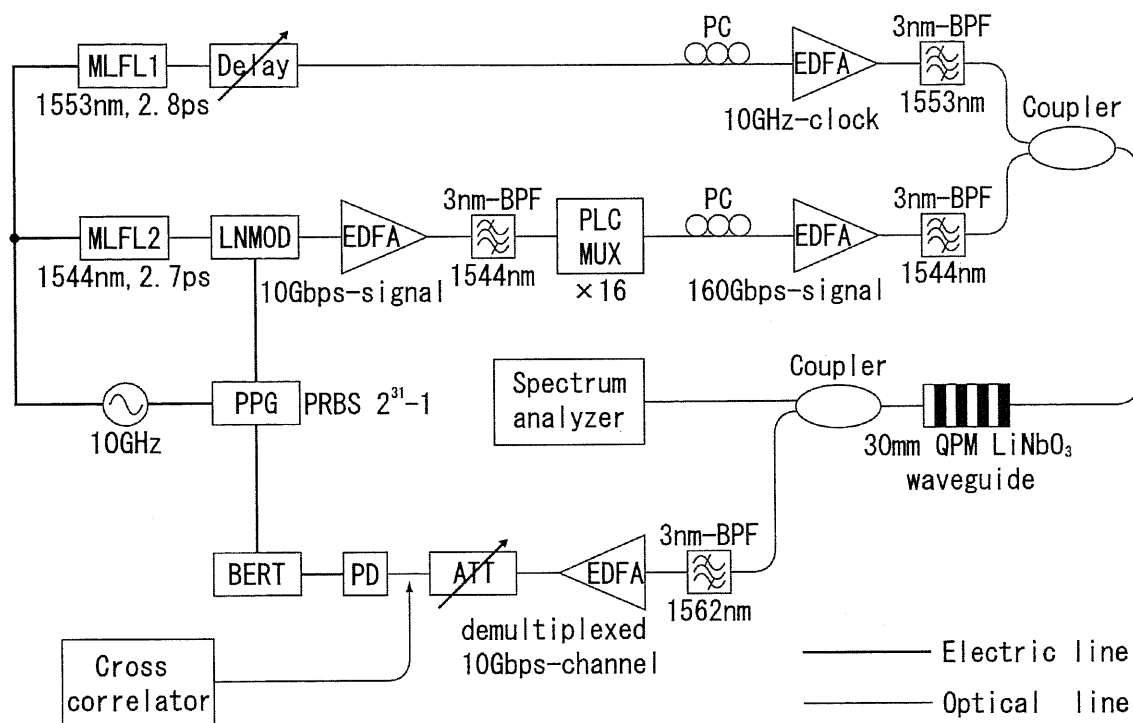 MLFL1
1553nm, 2.8ps
Delay
PC
EDFA
10GHz-clock
3nm-BPF
1553nm
Coupler
MLFL2
1544nm, 2.7ps
LNMOD
EDFA
10Gbps-signal
3nm-BPF
1544nm
PLC
MUX
×16
PC
EDFA
160Gbps-signal
3nm-BPF
1544nm
10GHz
PPG
PRBS 2³¹-1
Spectrum
analyzer
Coupler
30mm QPM LiNbO₃
waveguide
BERT
PD
ATT
EDFA
3nm-BPF
1562nm
demultiplexed
10Gbps-channel
Cross
correlator
Electric line
Optical line